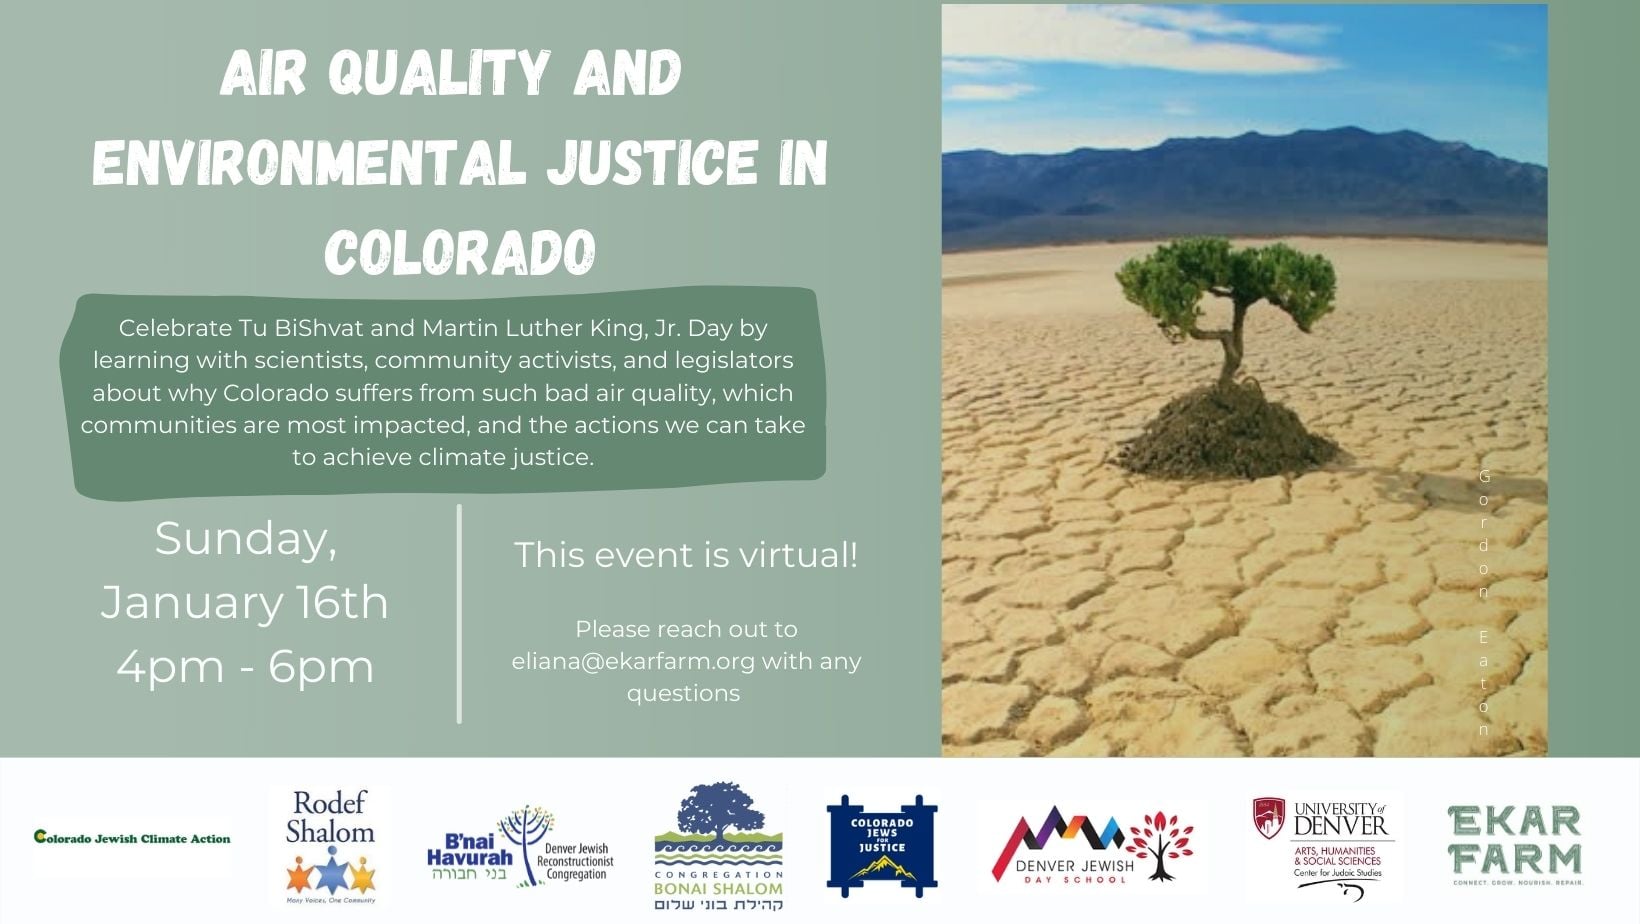 AIR QUALITY AND
ENVIRONMENTAL JUSTICE IN
COLORADO
Celebrate Tu BiShvat and Martin Luther King, Jr. Day by
learning with scientists, community activists, and legislators
about why Colorado suffers from such bad air quality, which
communities are most impacted, and the actions we can take
to achieve climate justice.
Sunday,
January 16th
4pm - 6pm
This event is virtual!
Please reach out to
eliana@ekarfarm.org with any
questions
Gordon Eaton
Colorado Jewish Climate Action
Rodef
Shalom
Many Voices, One Community
B'nai
Havurah
בני חבורה
Denver Jewish
Reconstructionist
Congregation
CONGREGATION
BONAI SHALOM
קהילת בוני שלום
COLORADO
JEWS
FOR
JUSTICE
DENVER JEWISH
DAY SCHOOL
UNIVERSITY of
DENVER
ARTS, HUMANITIES
& SOCIAL SCIENCES
Center for Judaic Studies
EKAR
FARM
CONNECT. GROW. NOURISH. REPAIR.